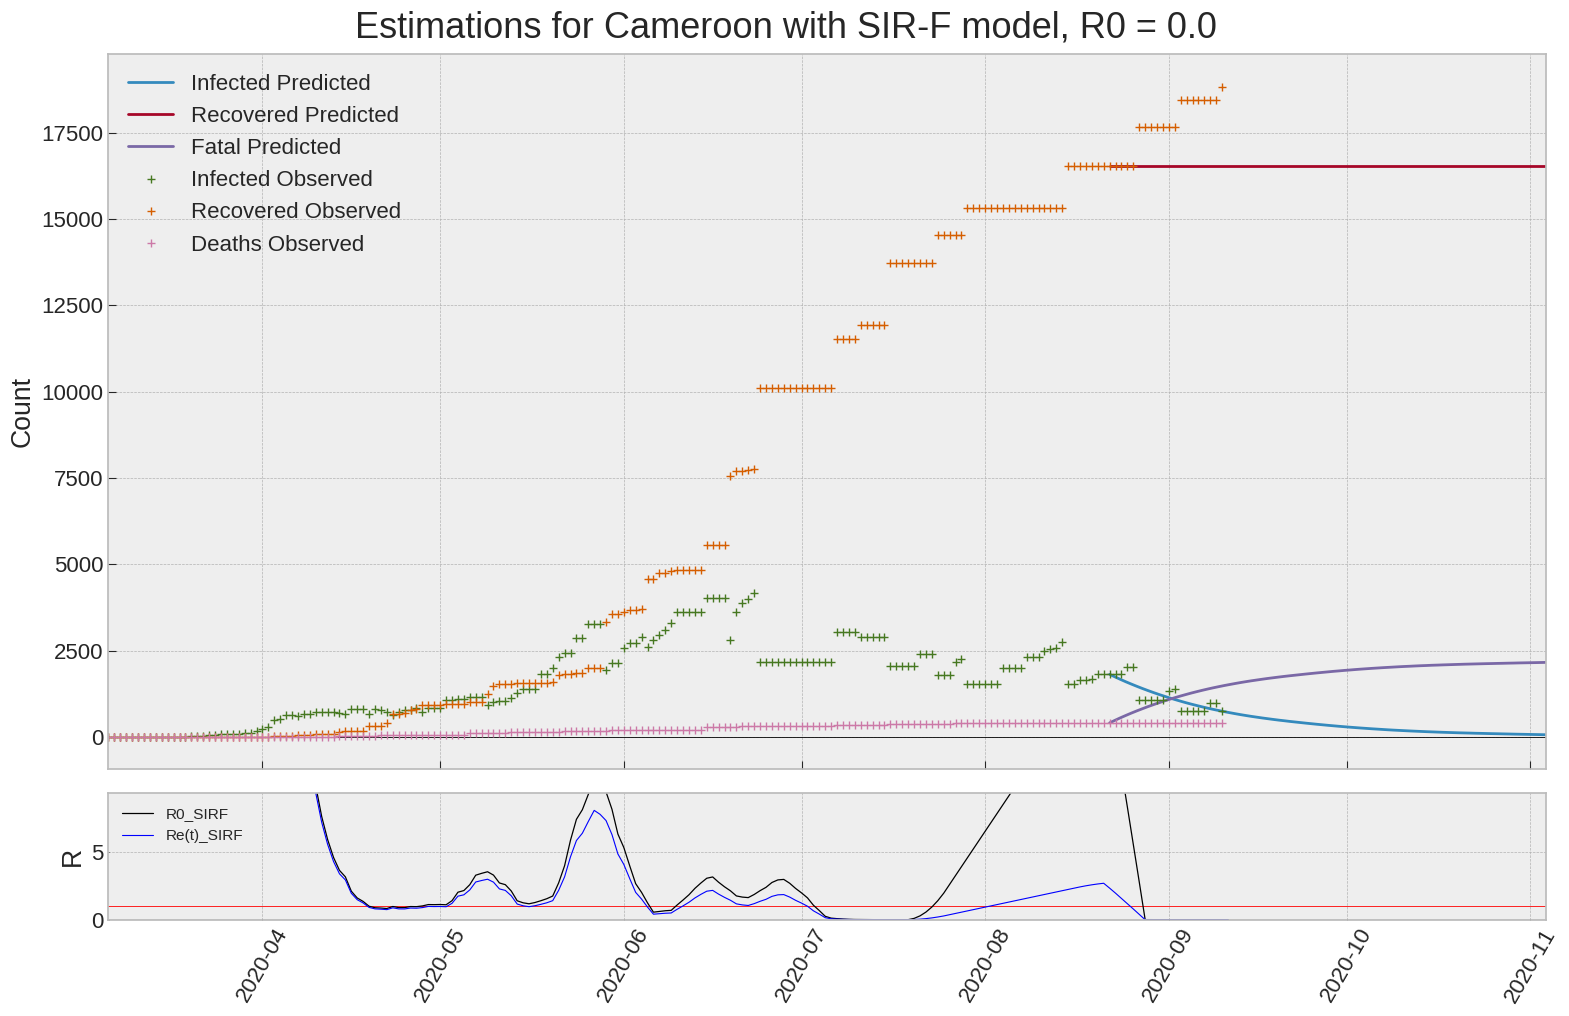 Estimations for Cameroon with SIR-F model, R0 = 0.0
Infected Predicted
Recovered Predicted
Fatal Predicted
Infected Observed
Recovered Observed
Deaths Observed
Count
17500
15000
12500
10000
7500
5000
2500
0
R0_SIRF
Re(t)_SIRF
R
5
0
2020-04
2020-05
2020-06
2020-07
2020-08
2020-09
2020-10
2020-11